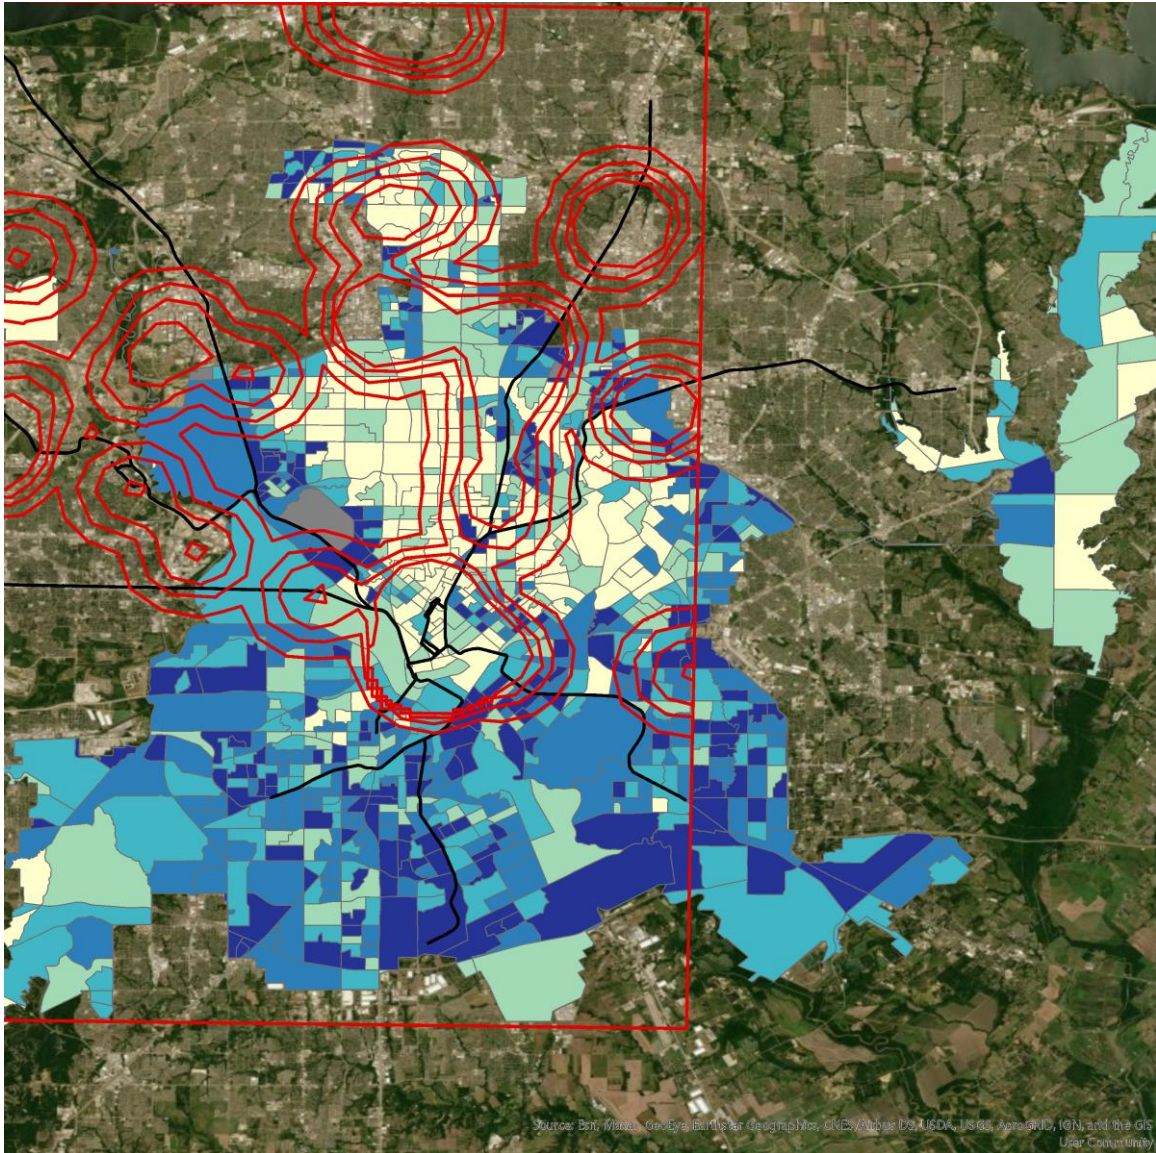 Source: Esri, Maxar, GeoEye, Earthstar Geographics, CNES/Airbus DS, USDA, USGS, AeroGRID, IGN, and the GIS
User Community